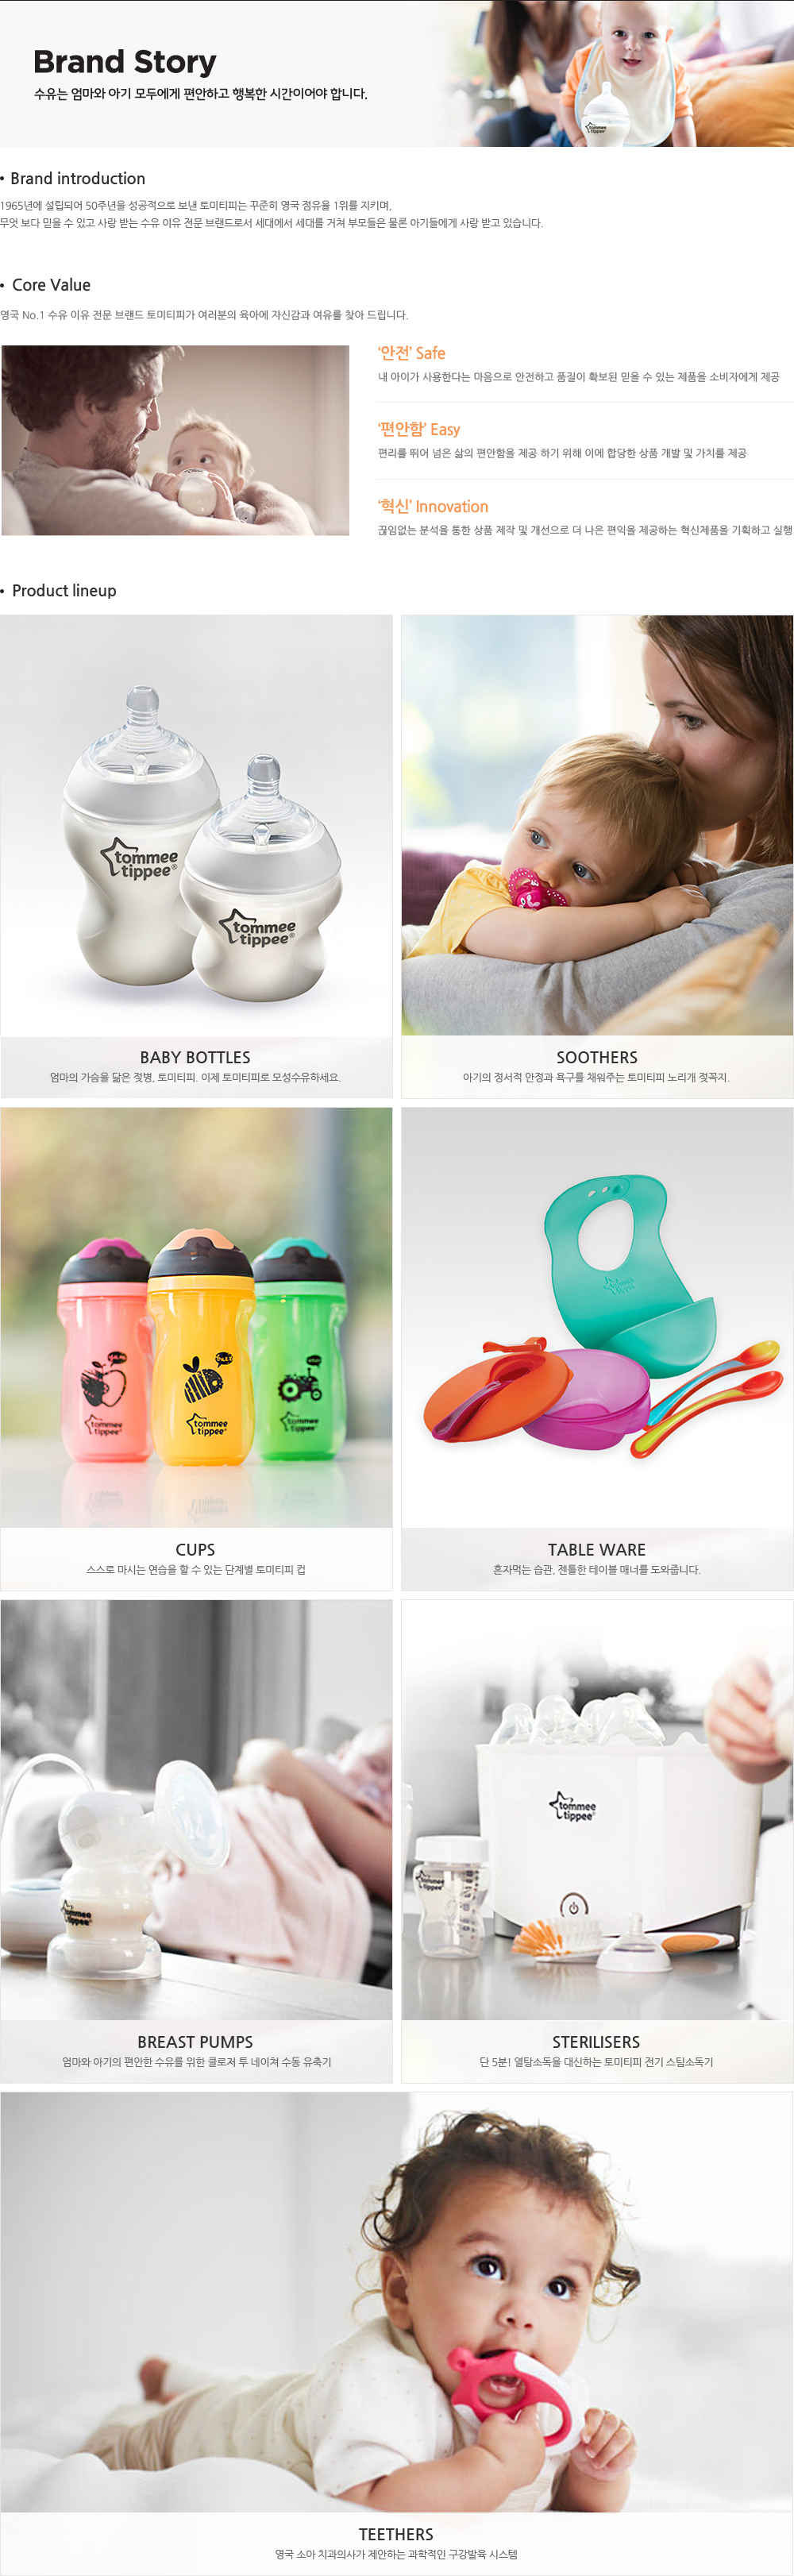 Brand Story
수유는 엄마와 아기 모두에게 편안하고 행복한 시간이어야 합니다.
tommee
tippee
• Brand introduction
1965년에 설립되어 50주년을 성공적으로 보낸 토미티피는 꾸준히 영국 점유율 1위를 지키며,
무엇 보다 믿을 수 있고 사랑 받는 수유 이유 전문 브랜드로서 세대에서 세대를 거쳐 부모들은 물론 아기들에게 사랑 받고 있습니다.
• Core Value
영국 No.1 수유 이유 전문 브랜드 토미티피가 여러분의 육아에 자신감과 여유를 찾아 드립니다.
‘안전’ Safe
내 아이가 사용한다는 마음으로 안전하고 품질이 확보된 믿을 수 있는 제품을 소비자에게 제공
‘편안함’ Easy
편리를 뛰어 넘은 삶의 편안함을 제공 하기 위해 이에 합당한 상품 개발 및 가치를 제공
‘혁신’ Innovation
끊임없는 분석을 통한 상품 제작 및 개선으로 더 나은 편익을 제공하는 혁신제품을 기획하고 실행
• Product lineup
tommee
tippee®
tommee
tippee®
BABY BOTTLES
엄마의 가슴을 닮은 젖병, 토미티피. 이제 토미티피로 모성수유하세요.
SOOTHERS
아기의 정서적 안정과 욕구를 채워주는 토미티피 노리개 젖꼭지.
tommee
tippee
tommee
tippee
tommee
tippee
CUPS
스스로 마시는 연습을 할 수 있는 단계별 토미티피 컵
tommee
tippee
TABLE WARE
혼자먹는 습관, 젠틀한 테이블 매너를 도와줍니다.
tommee
tippee
BREAST PUMPS
엄마와 아기의 편안한 수유를 위한 클로저 투 네이쳐 수동 유축기
tommee
tippee
tommee
tippee
STERILISERS
단 5분! 열탕소독을 대신하는 토미티피 전기 스팀소독기
TEETHERS
영국 소아 치과의사가 제안하는 과학적인 구강발육 시스템